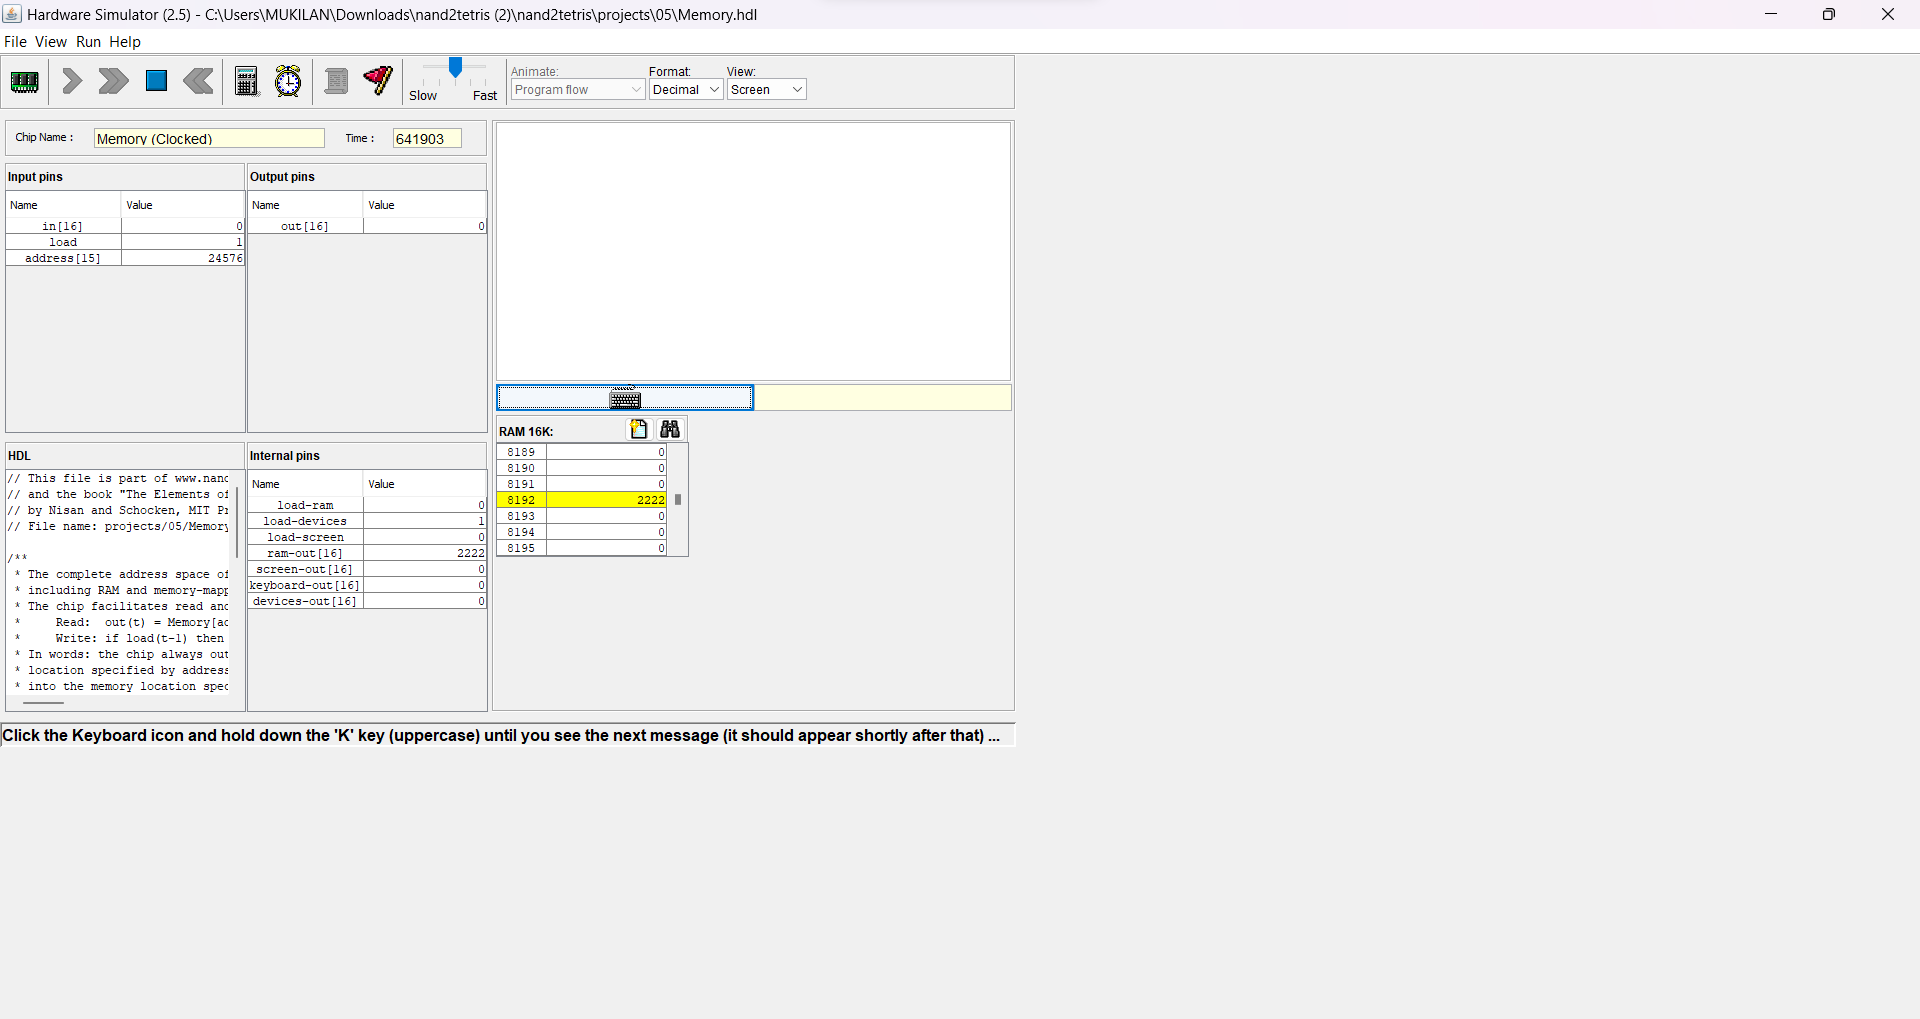 Hardware Simulator (2.5) - C:\Users\MUKILAN\Downloads\nand2tetris (2)\nand2tetris\projects\05\Memory.hdl
File View Run Help
Slow Fast
Animate:
Program flow
Format:
Decimal
View:
Screen
Chip Name :
Memory (Clocked)
Time :
641903
Input pins
Name Value
in[16] 0
load 1
address[15] 24576
Output pins
Name Value
out[16] 0
HDL
// This file is part of www.nand
// and the book "The Elements of
// by Nisan and Schocken, MIT Pr
// File name: projects/05/Memory
/**
* The complete address space of
* including RAM and memory-mapp
* The chip facilitates read and
* Read: out(t) = Memory[ad
* Write: if load(t-1) then
* In words: the chip always out
* location specified by address
* into the memory location spec
Internal pins
Name Value
load-ram 0
load-devices 1
load-screen 0
ram-out[16] 2222
screen-out[16] 0
keyboard-out[16] 0
devices-out[16] 0
RAM 16K:
8189 0
8190 0
8191 0
8192 2222
8193 0
8194 0
8195 0
Click the Keyboard icon and hold down the 'K' key (uppercase) until you see the next message (it should appear shortly after that) ...